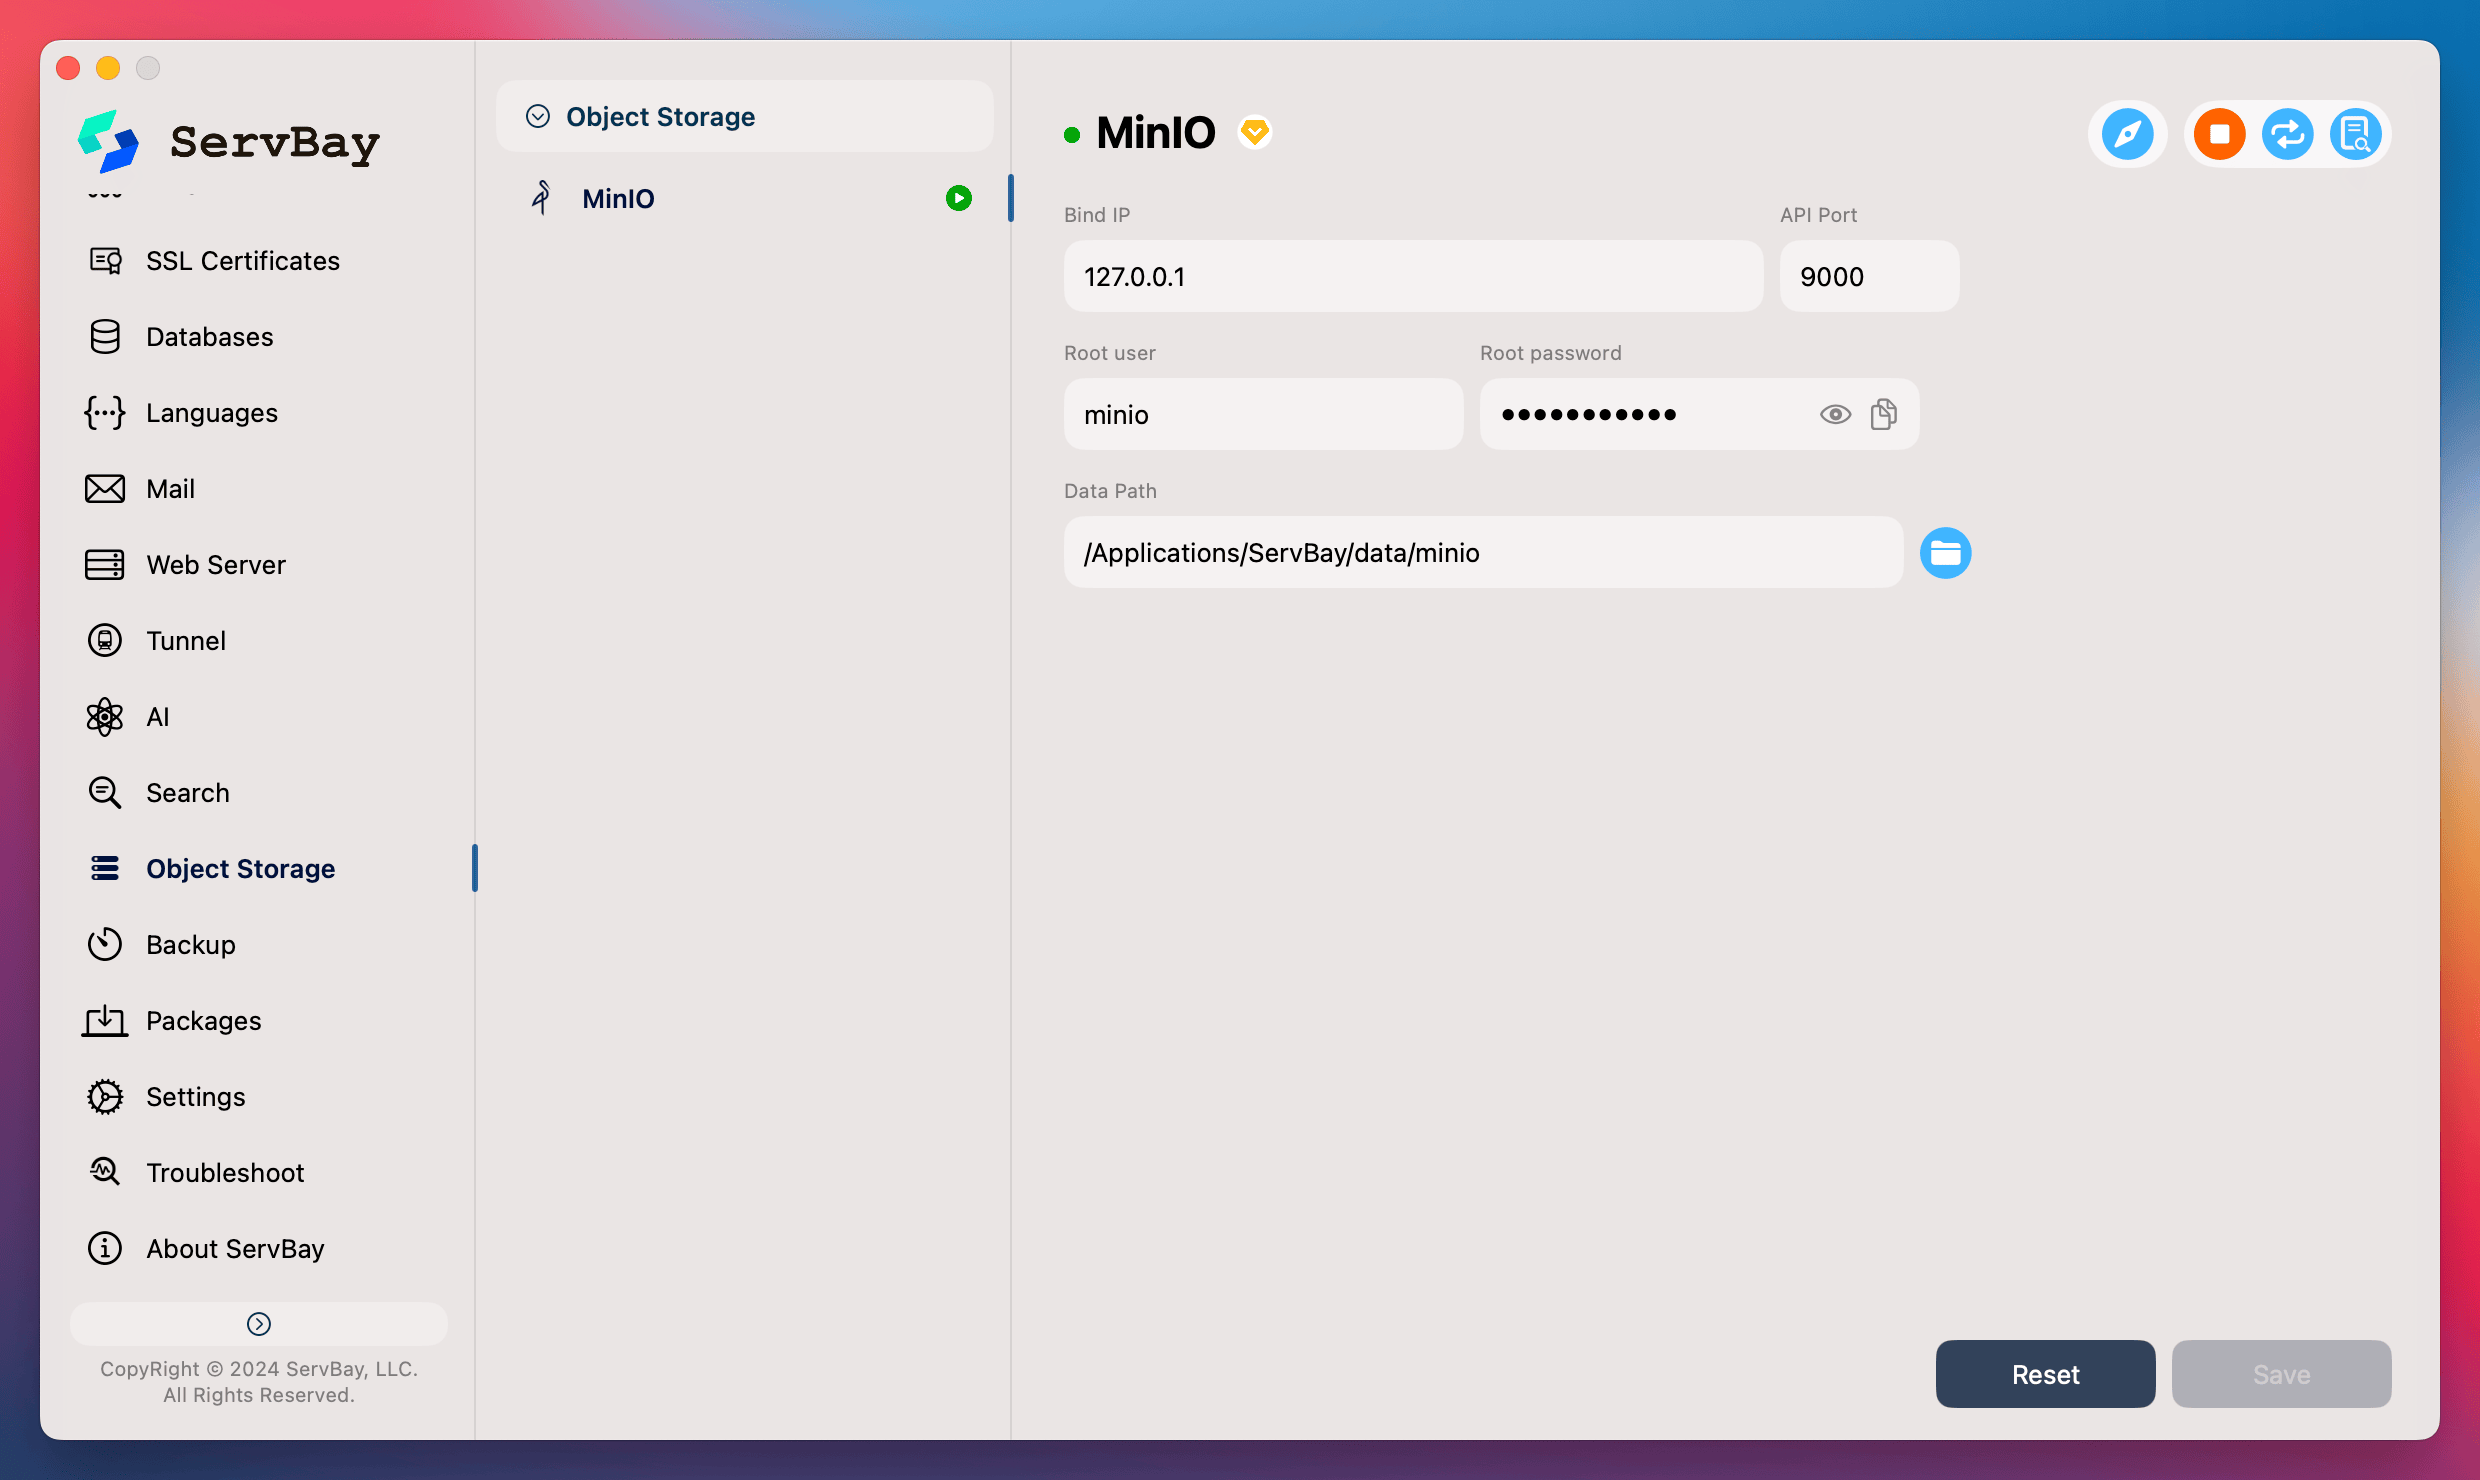 ServBay
SSL Certificates
Databases
Languages
Mail
Web Server
Tunnel
AI
Search
Object Storage
Backup
Packages
Settings
Troubleshoot
About ServBay
CopyRight © 2024 ServBay, LLC.
All Rights Reserved.
Object Storage
MinIO
MinIO
Bind IP
API Port
127.0.0.1
9000
Root user
Root password
minio
•••••••••••
Data Path
/Applications/ServBay/data/minio
Reset
Save